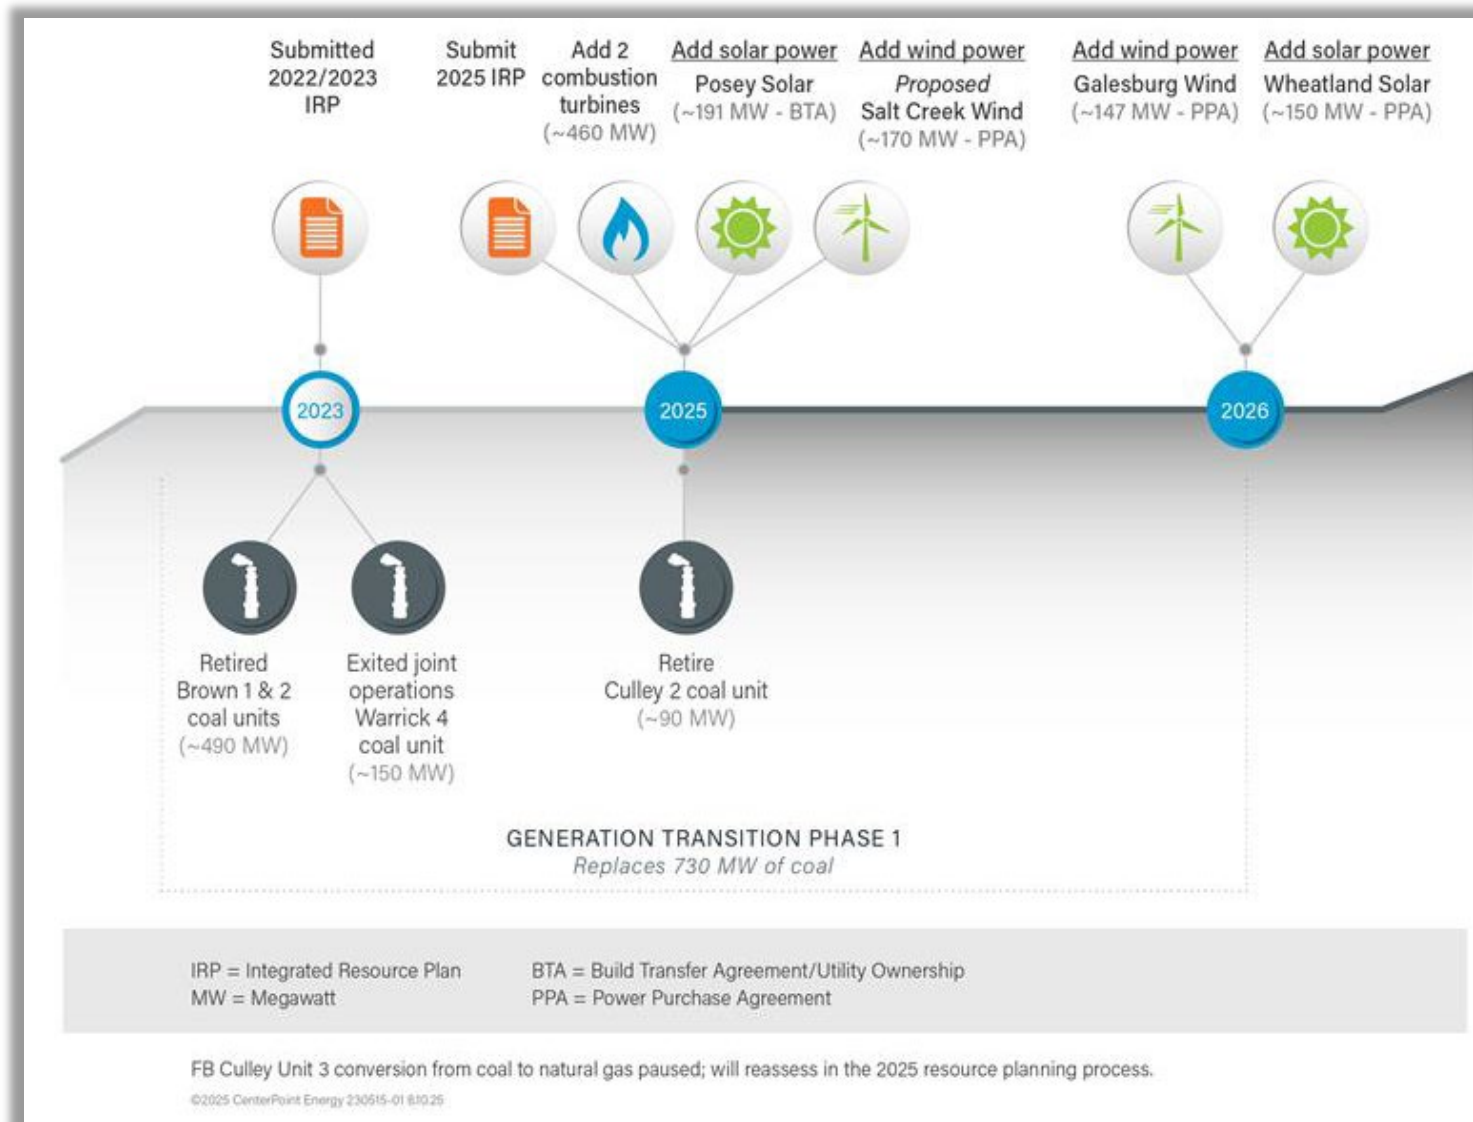 Submitted
2022/2023
IRP
Submit
2025 IRP
Add 2
combustion
turbines
(~460 MW)
Add solar power
Posey Solar
(~191 MW - BTA)
Add wind power
Proposed
Salt Creek Wind
(~170 MW - PPA)
Add wind power
Galesburg Wind
(~147 MW - PPA)
Add solar power
Wheatland Solar
(~150 MW - PPA)
2023
2025
2026
Retired
Brown 1 & 2
coal units
(~490 MW)
Exited joint
operations
Warrick 4
coal unit
(~150 MW)
Retire
Culley 2 coal unit
(~90 MW)
GENERATION TRANSITION PHASE 1
Replaces 730 MW of coal
IRP = Integrated Resource Plan
MW = Megawatt
BTA = Build Transfer Agreement/Utility Ownership
PPA = Power Purchase Agreement
FB Culley Unit 3 conversion from coal to natural gas paused; will reassess in the 2025 resource planning process.
©2025 CenterPoint Energy 230515-01 8.10.25